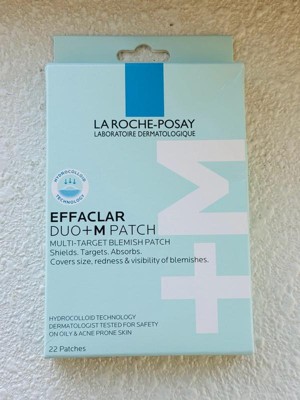 LA ROCHE-POSAY
LABORATOIRE DERMATOLOGIQUE
HYDROCOLLOID
TECHNOLOGY
+M
EFFACLAR
DUO+M PATCH
MULTI-TARGET BLEMISH PATCH
Shields. Targets. Absorbs.
Covers size, redness & visibility of blemishes.
HYDROCOLLOID TECHNOLOGY
DERMATOLOGIST TESTED FOR SAFETY
ON OILY & ACNE PRONE SKIN
22 Patches